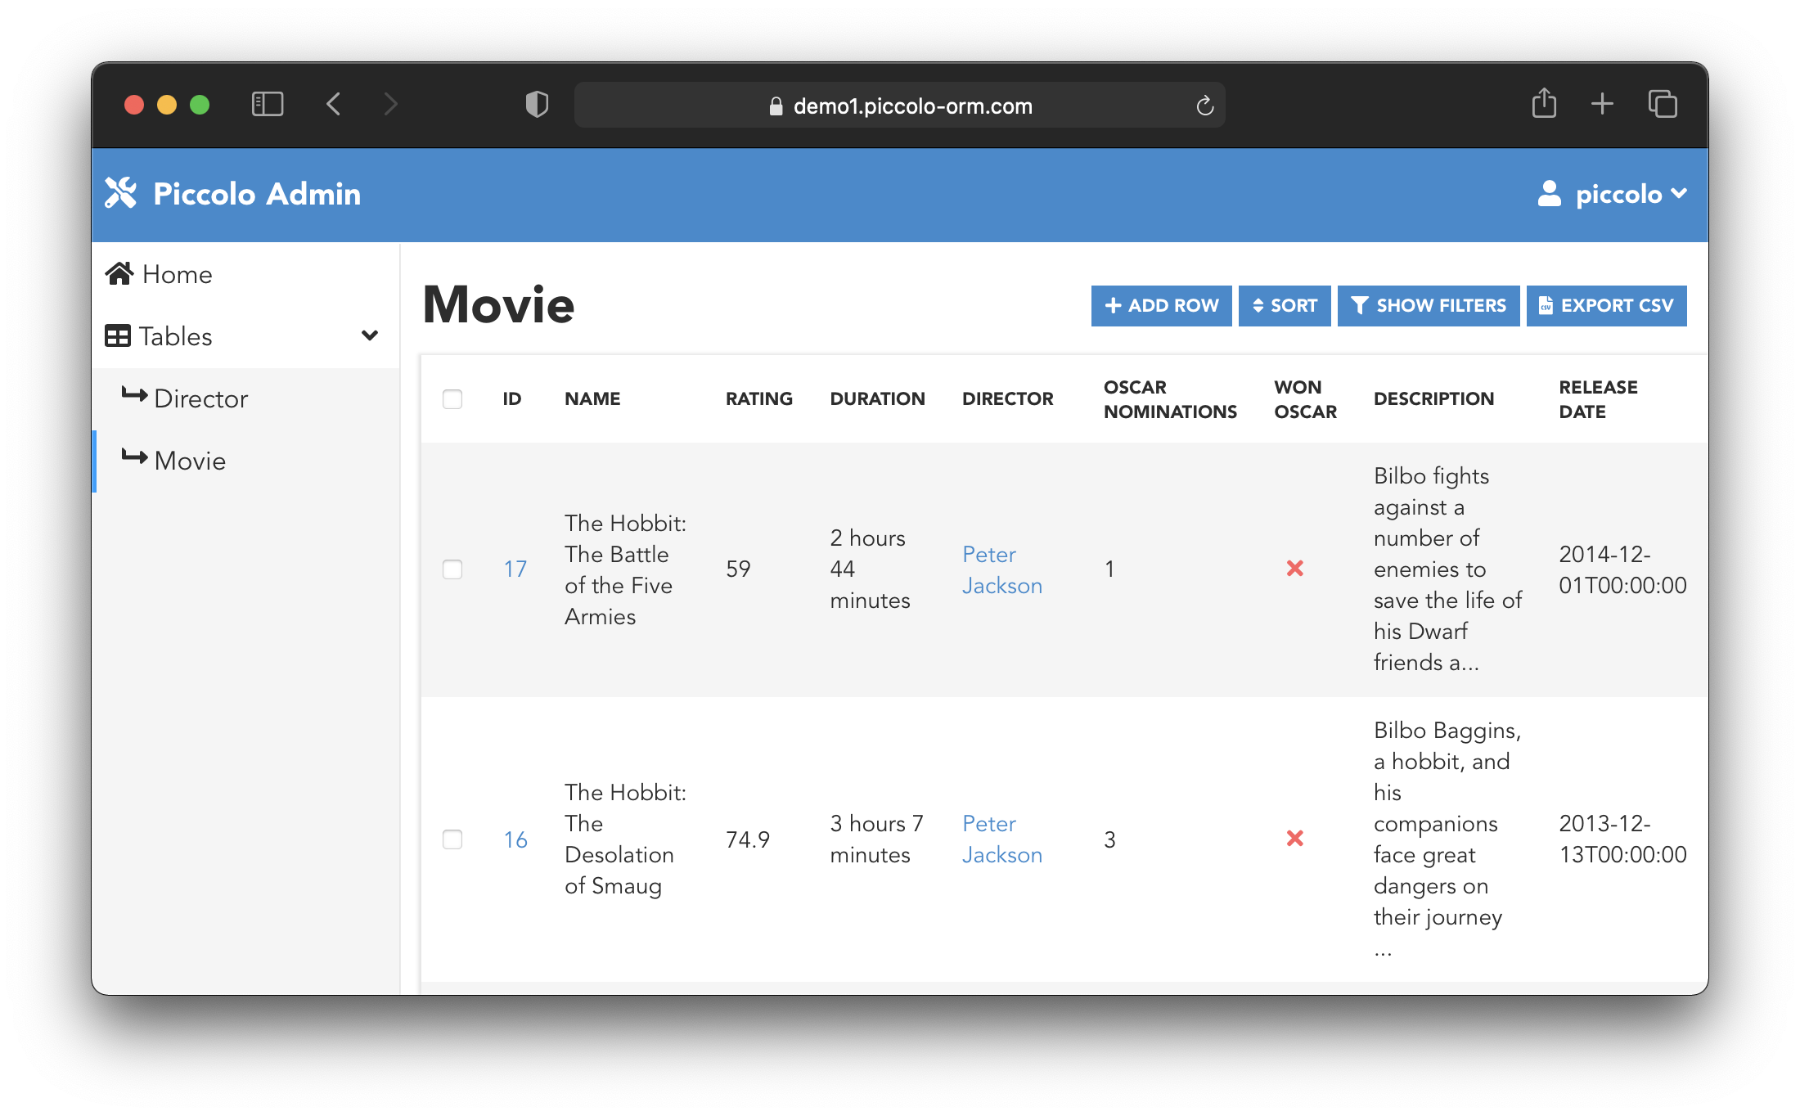 demo1.piccolo-orm.com
Piccolo Admin
piccolo
Home
Tables
Director
Movie
Movie
ADD ROW
SORT
SHOW FILTERS
EXPORT CSV
ID
NAME
RATING
DURATION
DIRECTOR
OSCAR
NOMINATIONS
WON
OSCAR
DESCRIPTION
RELEASE
DATE
17
The Hobbit:
The Battle
of the Five
Armies
59
2 hours
44
minutes
Peter
Jackson
1
Bilbo fights
against a
number of
enemies to
save the life of
his Dwarf
friends a...
2014-12-
01T00:00:00
16
The Hobbit:
The
Desolation
of Smaug
74.9
3 hours 7
minutes
Peter
Jackson
3
Bilbo Baggins,
a hobbit, and
his
companions
face great
dangers on
their journey
...
2013-12-
13T00:00:00